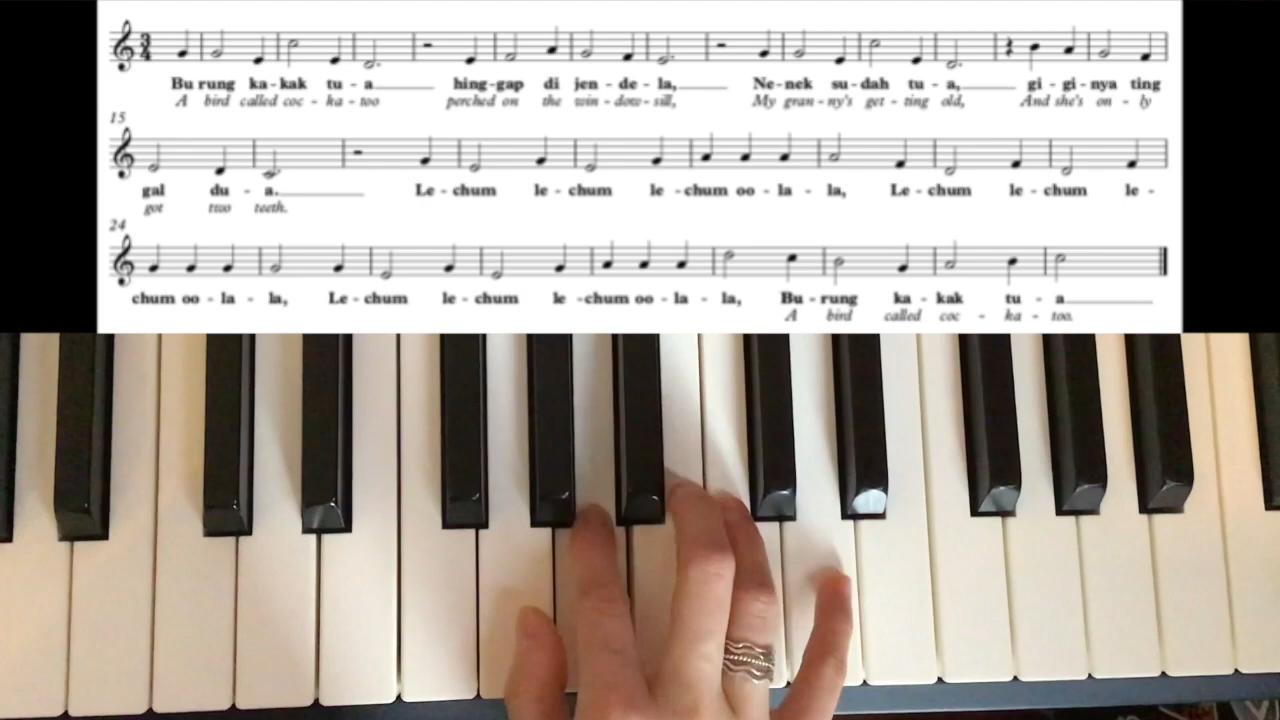 3 4
Bu rung ka - kak tu - a hing - gap di jen - de - la, Ne - nek su - dah tu - a, gi - gi - nya ting
A bird called coc - ka - too perched on the win - dow - sill, My gran - ny's get - ting old, And she's on - ly
15
gal du - a. Le - chum le - chum le - chum oo - la - la, Le - chum le - chum le -
got two teeth.
24
chum oo - la - la, Le - chum le - chum le - chum oo - la - la, Bu - rung ka - kak tu - a
A bird called coc - ka - too.